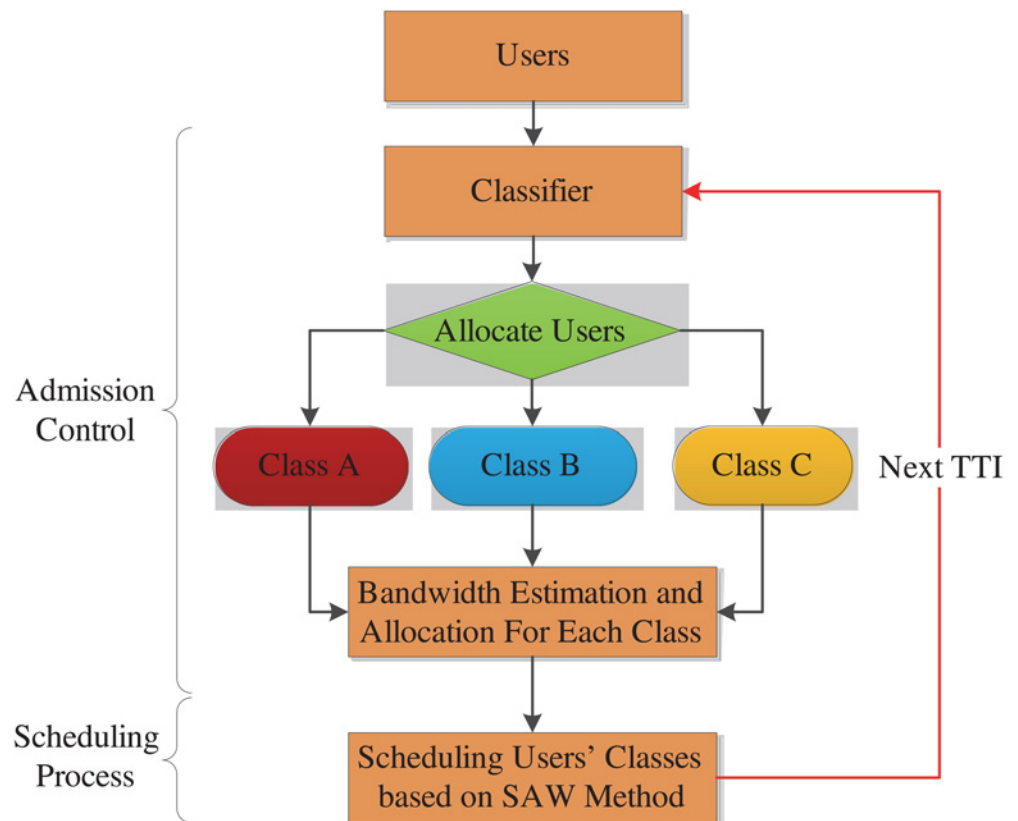 Users
Classifier
Allocate Users
Admission
Control
Class A
Class B
Class C
Next TTI
Bandwidth Estimation and
Allocation For Each Class
Scheduling
Process
Scheduling Users’ Classes
based on SAW Method